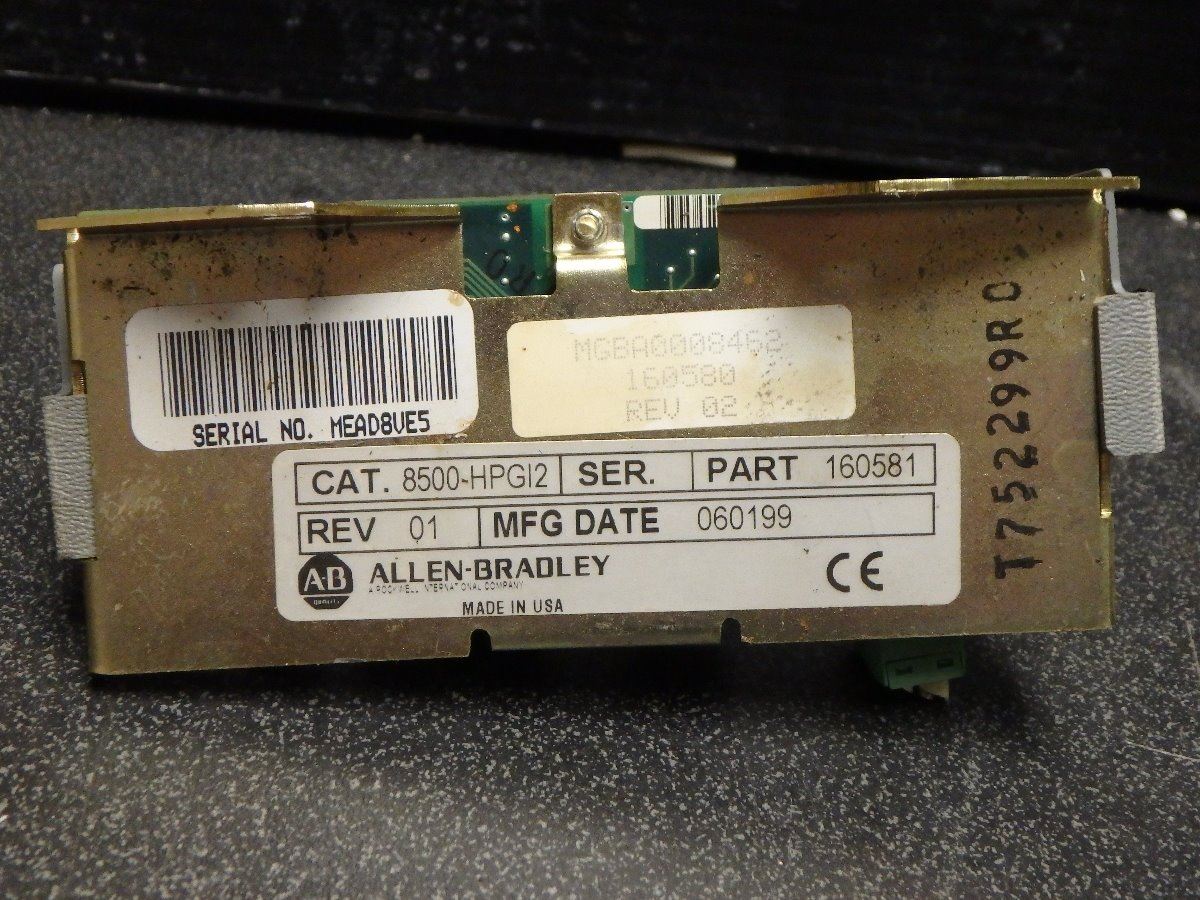 SERIAL NO. MEAD8VE5
MGBA0008462
160580
REV 02
CAT. 8500-HPGI2 SER. PART 160581
REV 01 MFG DATE 060199
AB
ALLEN-BRADLEY
A ROCKWELL INTERNATIONAL COMPANY
MADE IN USA
CE
T752299R0